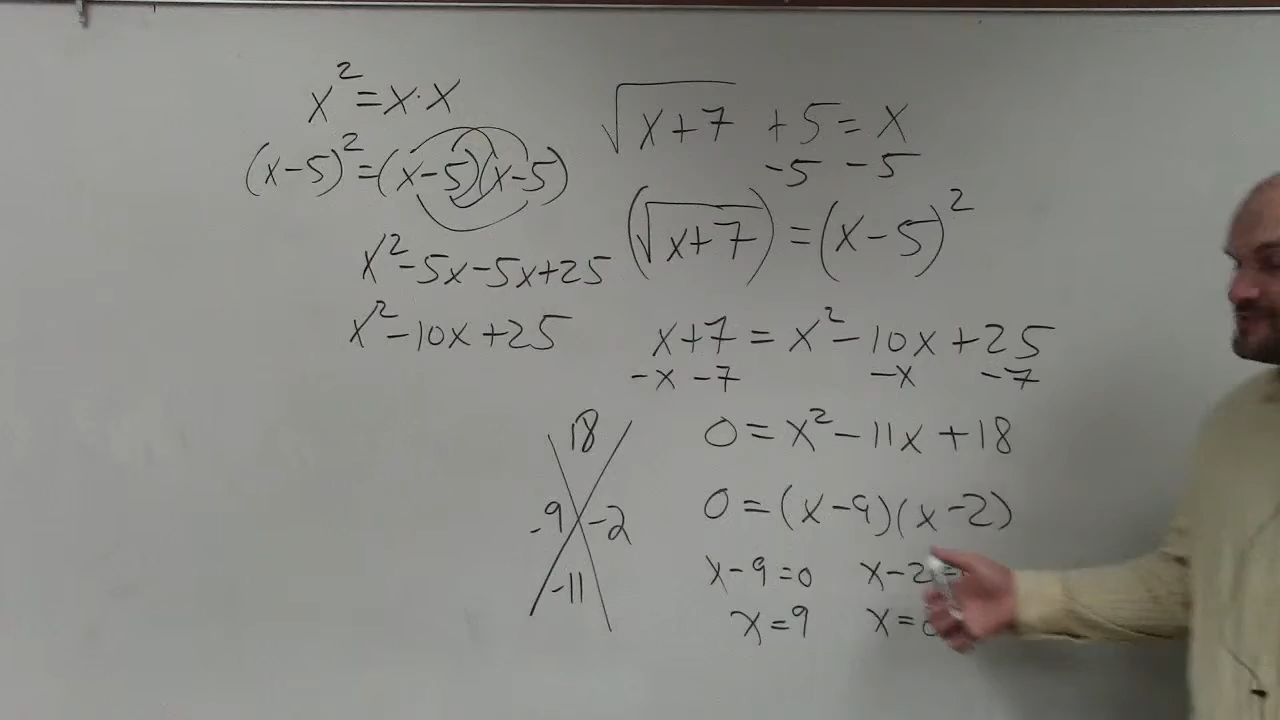 x² = x · x
(x-5)² = (x-5)(x-5)
x² - 5x - 5x + 25
x² - 10x + 25
√x+7 + 5 = x
-5 -5
(√x+7) = (x-5)²
x + 7 = x² - 10x + 25
-x -7 -x -7
0 = x² - 11x + 18
18
-9 -2
-11
0 = (x-9)(x-2)
x - 9 = 0 x - 2 =
x = 9 x =